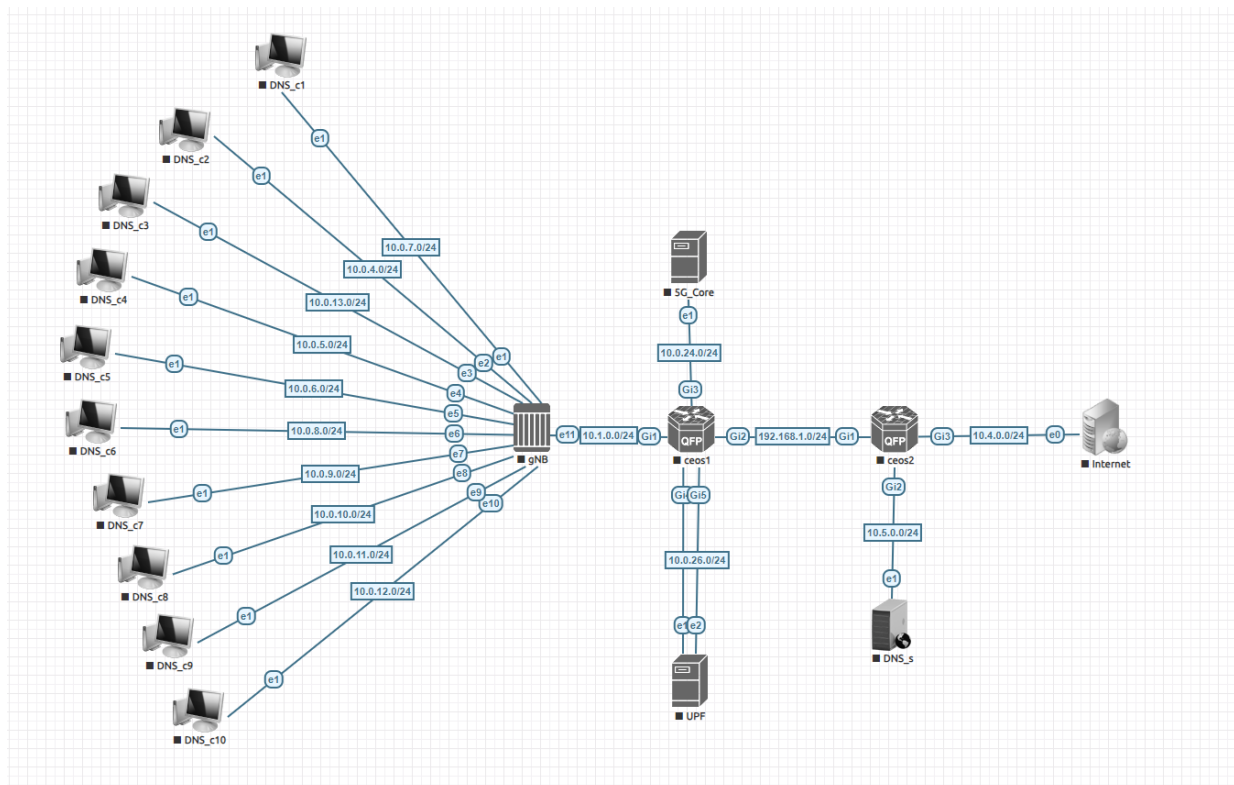 DNS_c1
e1
DNS_c2
e1
DNS_c3
e1
10.0.7.0/24
10.0.4.0/24
DNS_c4
e1
10.0.13.0/24
5G_Core
e1
10.0.5.0/24
10.0.24.0/24
DNS_c5
e1
e2
e1
e3
10.0.6.0/24
e4
Gi3
e5
DNS_c6
e1
10.0.8.0/24
e6
e11
10.1.0.0/24
Gi1
QFP
Gi2
192.168.1.0/24
Gi1
QFP
Gi3
10.4.0.0/24
e0
gNB
ceos1
ceos2
Internet
e7
10.0.9.0/24
e8
DNS_c7
e1
e9
e10
Gi5
Gi2
10.0.10.0/24
DNS_c8
e1
10.0.11.0/24
10.5.0.0/24
10.0.26.0/24
10.0.12.0/24
e1
DNS_c9
e1
e1
e2
DNS_s
DNS_c10
e1
UPF